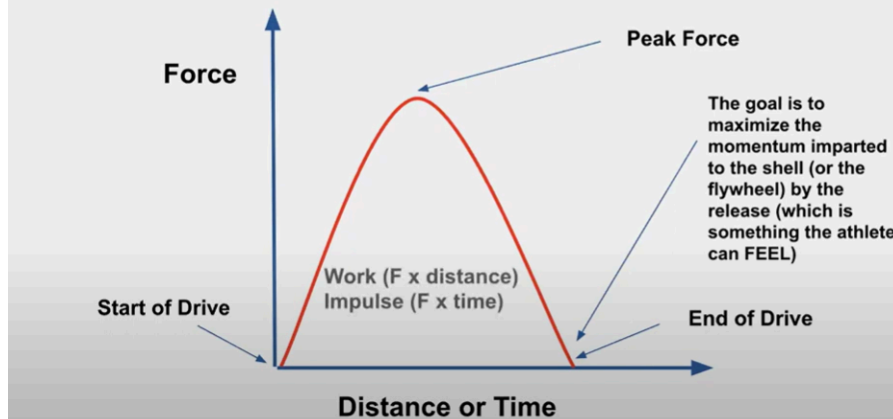 Peak Force
Force
The goal is to
maximize the
momentum imparted
to the shell (or the
flywheel) by the
release (which is
something the athlete
can FEEL)
Work (F x distance)
Impulse (F x time)
Start of Drive
End of Drive
Distance or Time